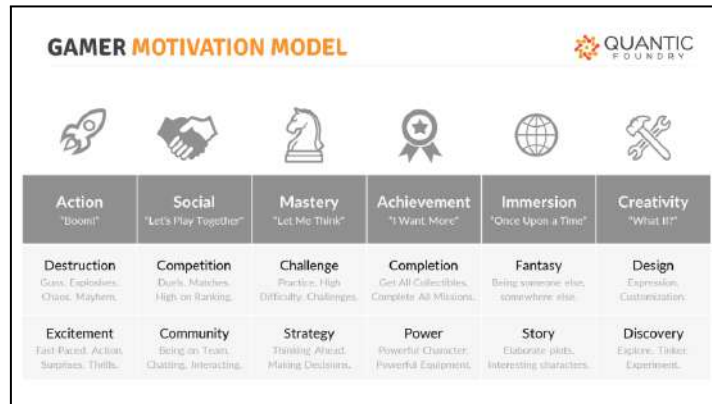 GAMER MOTIVATION MODEL
QUANTIC
FOUNDRY
Action
"Boom!"
Social
"Let's Play Together"
Mastery
"Let Me Think"
Achievement
"I Want More"
Immersion
"Once Upon a Time"
Creativity
"What If?"
Destruction
Guns. Explosives.
Chaos. Mayhem.
Competition
Duels. Matches.
High on Ranking.
Challenge
Practice. High
Difficulty. Challenges.
Completion
Get All Collectibles.
Complete All Missions.
Fantasy
Being someone else,
somewhere else.
Design
Expression.
Customization.
Excitement
Fast-Paced. Action.
Surprises. Thrills.
Community
Being on Team.
Chatting. Interacting.
Strategy
Thinking Ahead.
Making Decisions.
Power
Powerful Character.
Powerful Equipment.
Story
Elaborate plots.
Interesting characters.
Discovery
Explore. Tinker.
Experiment.